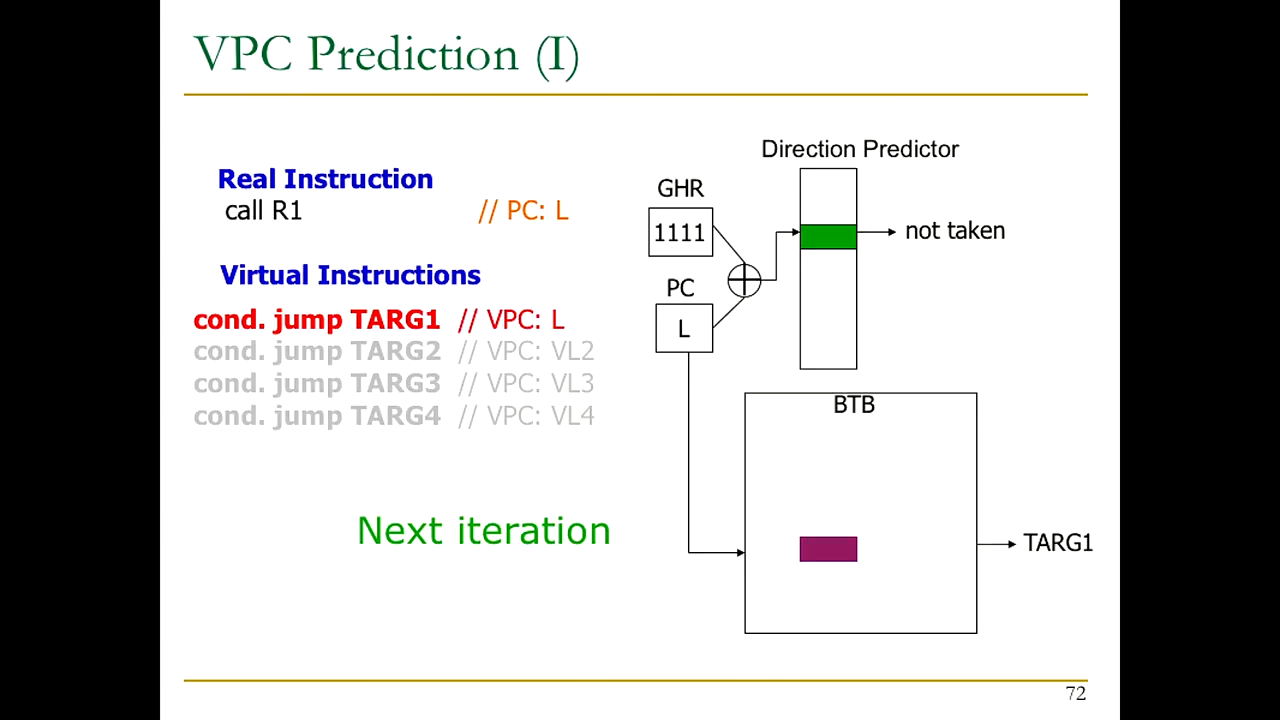 VPC Prediction (I)
Real Instruction
call R1 // PC: L
Virtual Instructions
cond. jump TARG1 // VPC: L
cond. jump TARG2 // VPC: VL2
cond. jump TARG3 // VPC: VL3
cond. jump TARG4 // VPC: VL4
Next iteration
Direction Predictor
GHR
1111
not taken
PC
L
BTB
TARG1
72